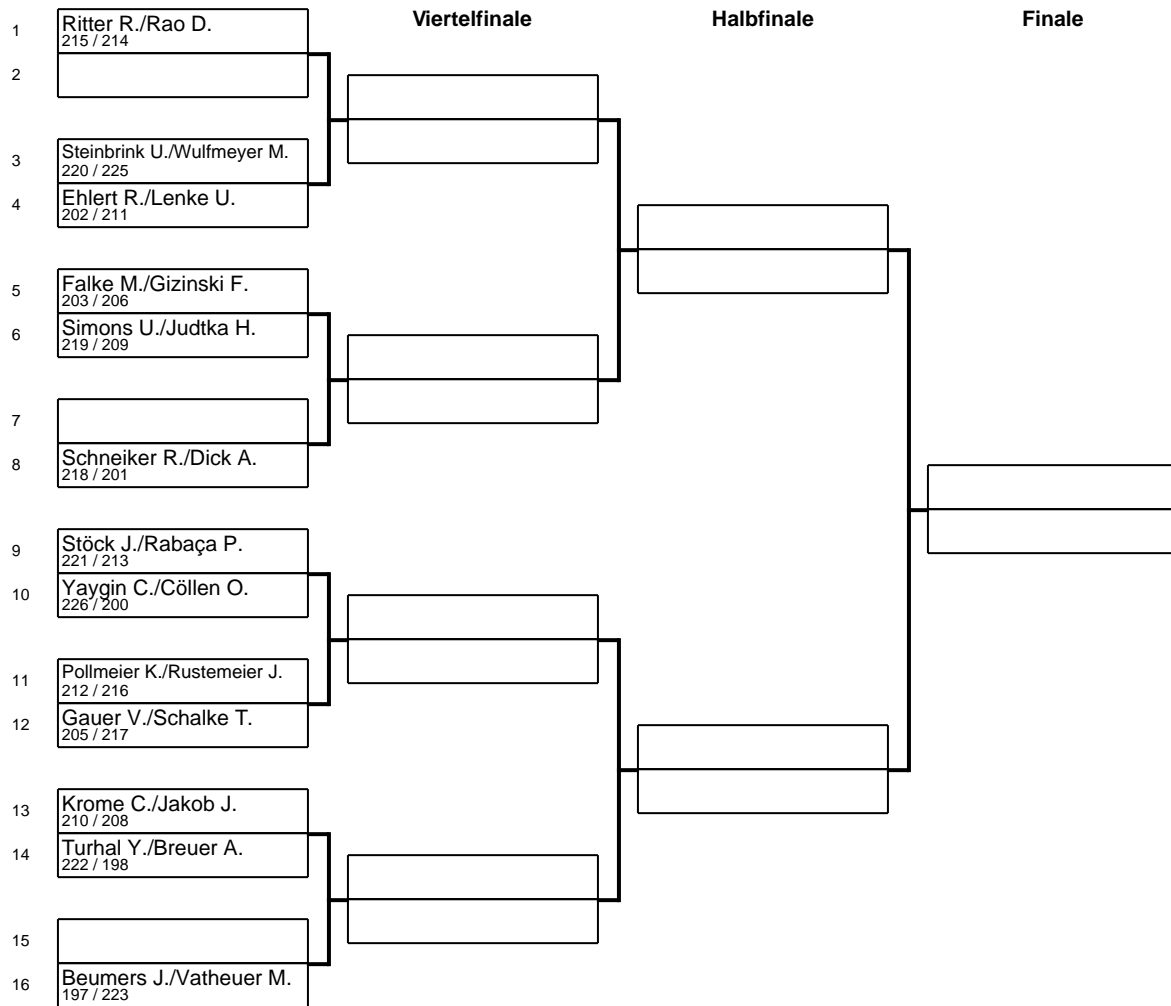 Viertelfinale Halbfinale Finale
1 Ritter R./Rao D.
215 / 214
2
3 Steinbrink U./Wulfmeyer M.
220 / 225
4 Ehlert R./Lenke U.
202 / 211
5 Falke M./Gizinski F.
203 / 206
6 Simons U./Judtka H.
219 / 209
7
8 Schneiker R./Dick A.
218 / 201
9 Stöck J./Rabaça P.
221 / 213
10 Yaygin C./Cöllen O.
226 / 200
11 Pollmeier K./Rustemeier J.
212 / 216
12 Gauer V./Schalke T.
205 / 217
13 Krome C./Jakob J.
210 / 208
14 Turhal Y./Breuer A.
222 / 198
15
16 Beumers J./Vatheuer M.
197 / 223